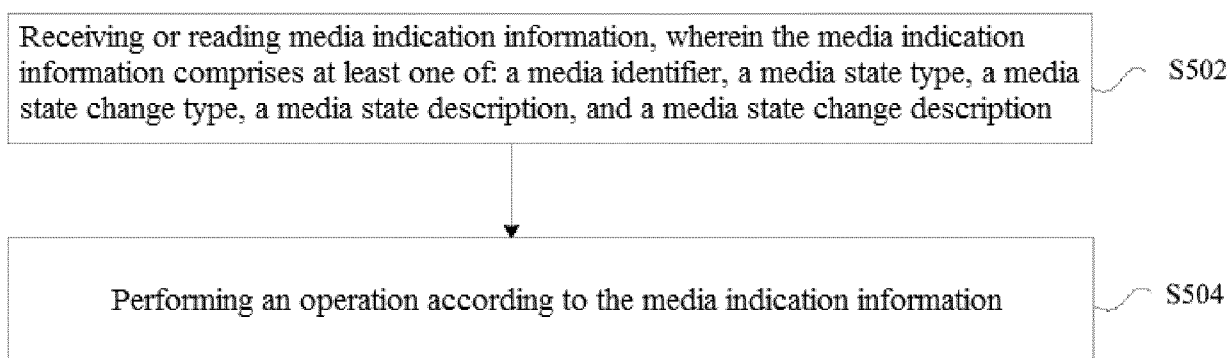 Receiving or reading media indication information, wherein the media indication
information comprises at least one of: a media identifier, a media state type, a media
state change type, a media state description, and a media state change description
S502
Performing an operation according to the media indication information
S504